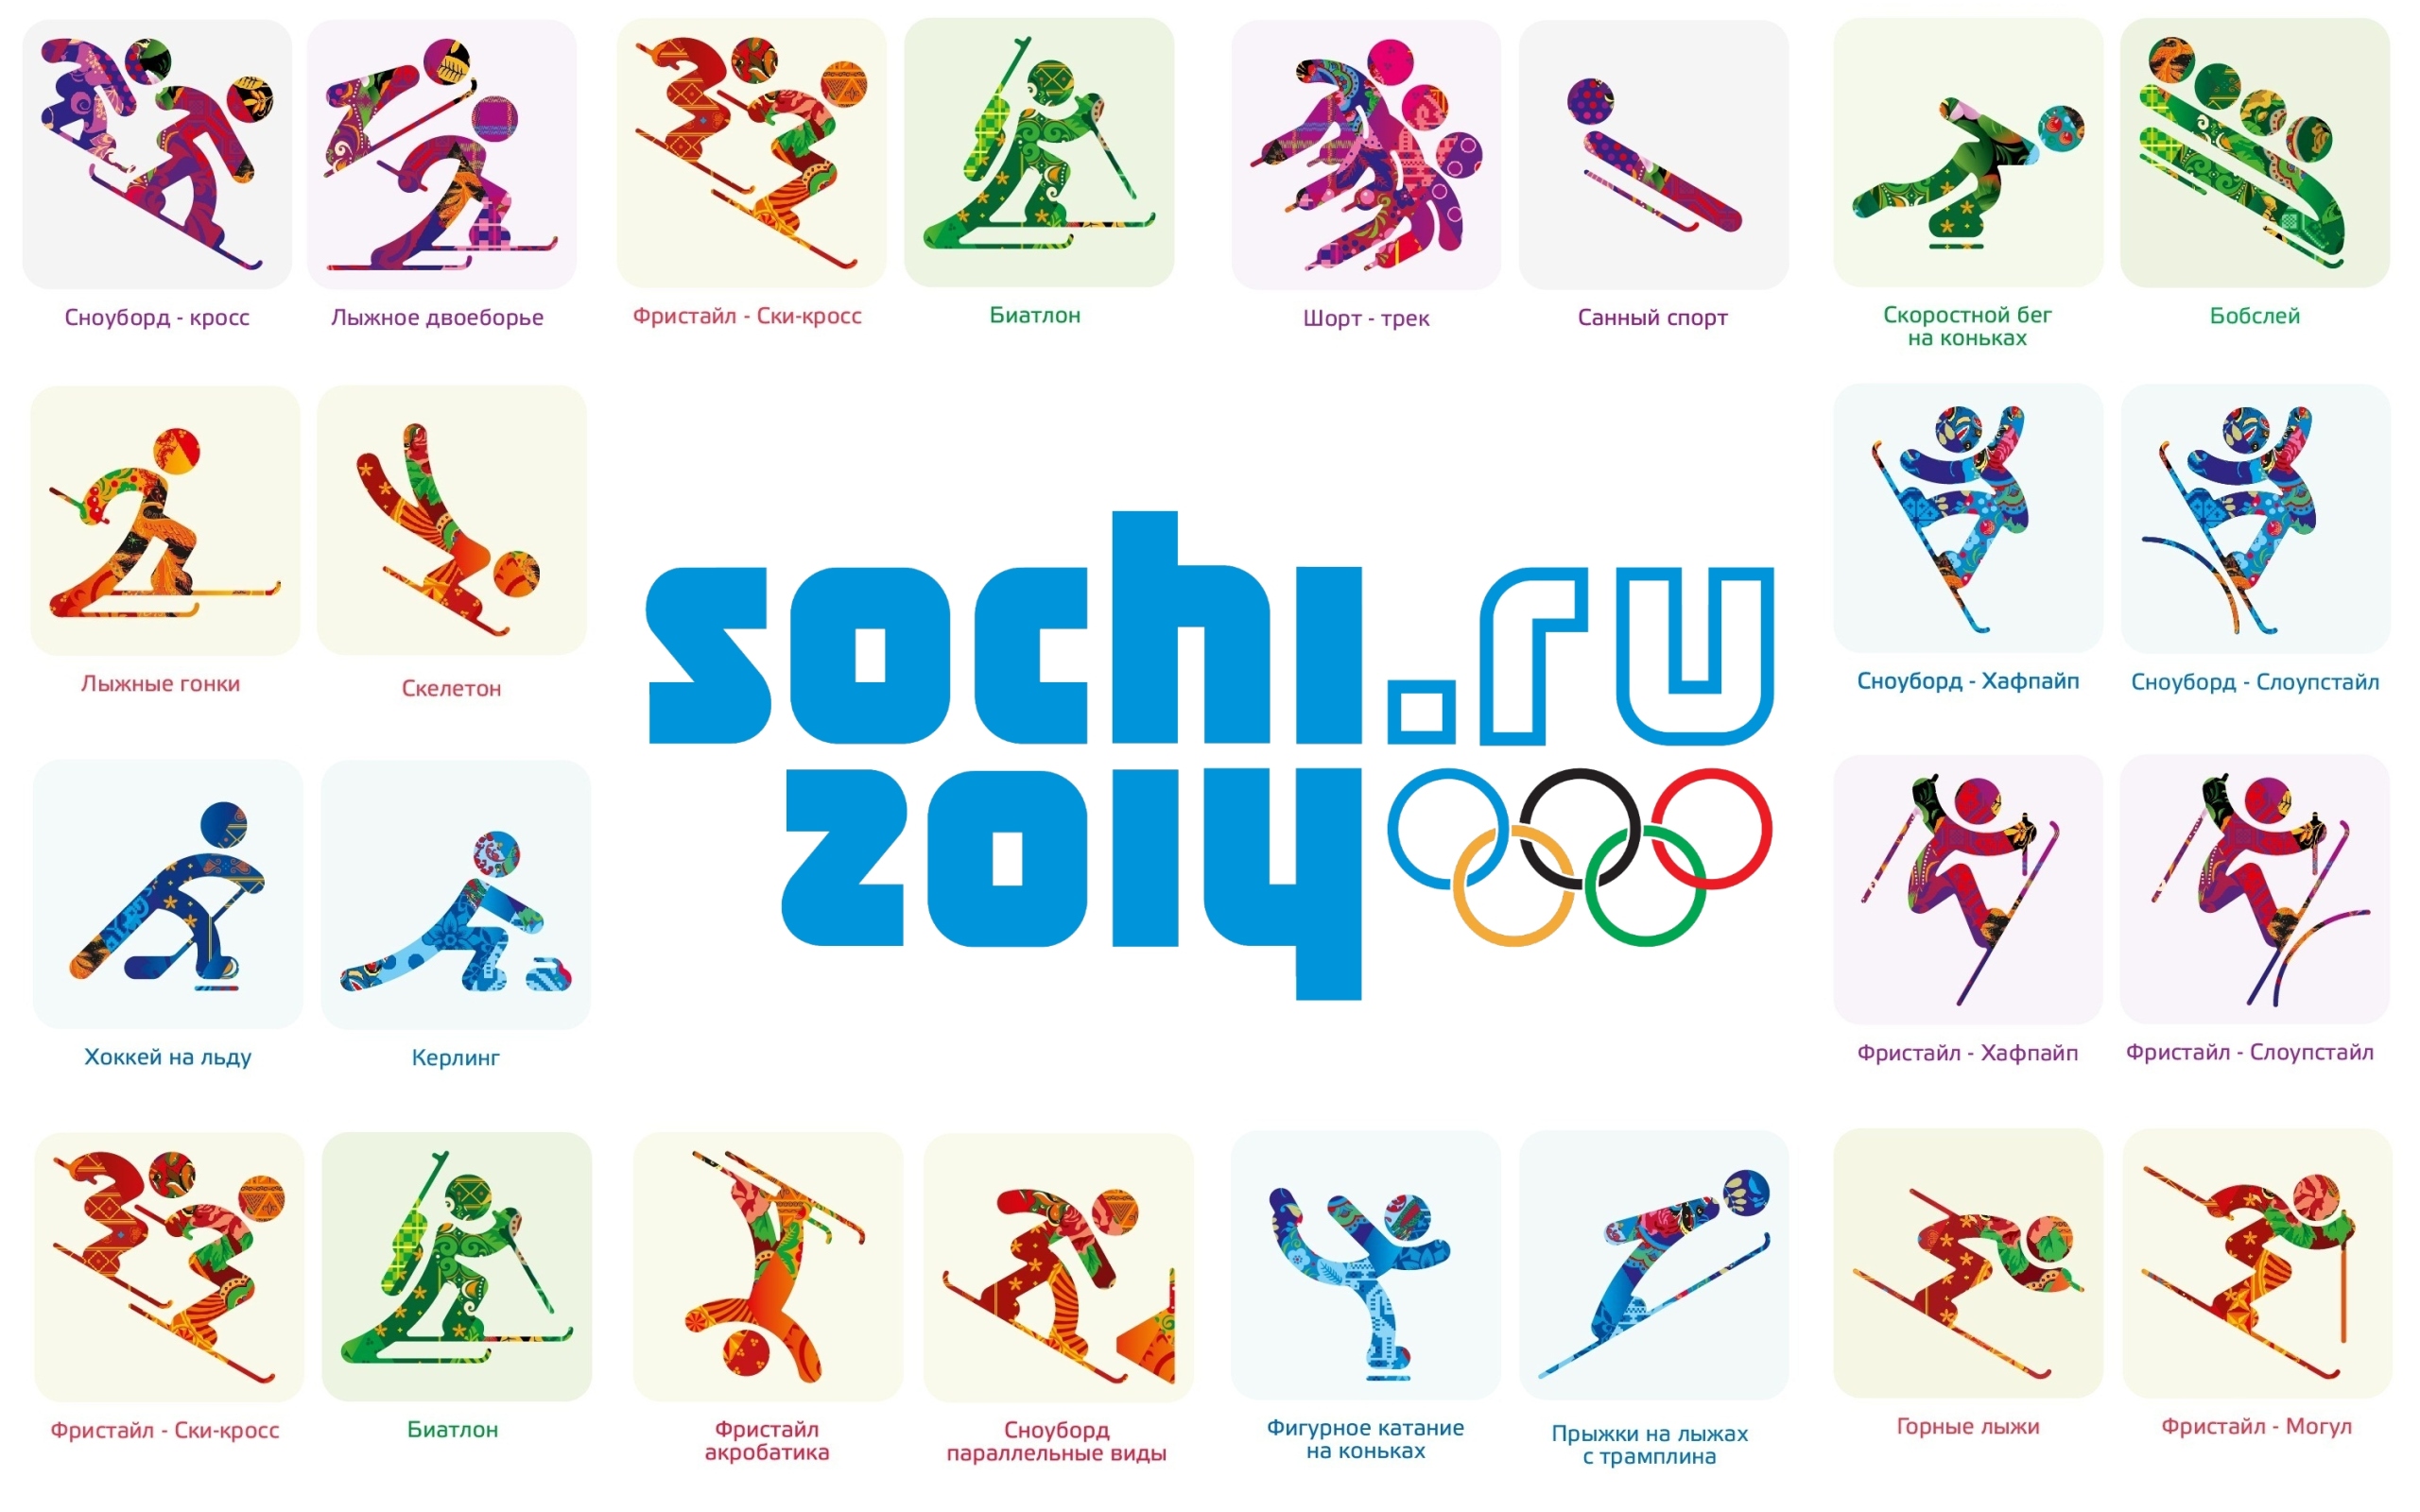 Сноуборд - кросс
Лыжное двоеборье
Фристайл - Ски-кросс
Биатлон
Шорт - трек
Санный спорт
Скоростной бег
на коньках
Бобслей
Лыжные гонки
Скелетон
sochi.ru
2014
Сноуборд - Хафпайп
Сноуборд - Слоупстайл
Хоккей на льду
Керлинг
Фристайл - Хафпайп
Фристайл - Слоупстайл
Фристайл - Ски-кросс
Биатлон
Фристайл
акробатика
Сноуборд
параллельные виды
Фигурное катание
на коньках
Прыжки на лыжах
с трамплина
Горные лыжи
Фристайл - Могул